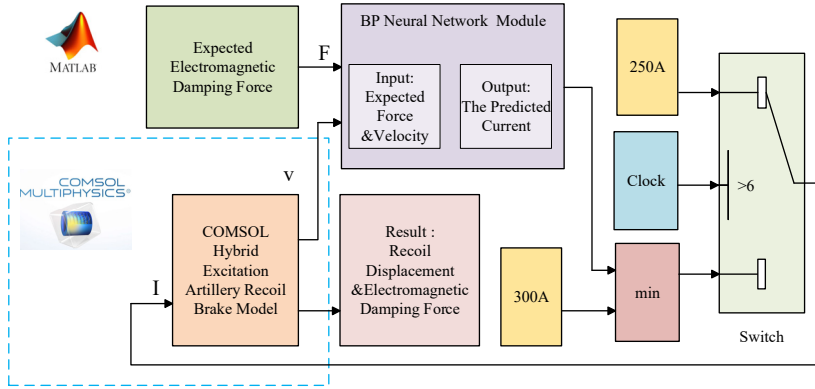 MATLAB
Expected
Electromagnetic
Damping Force
F
BP Neural Network Module
Input:
Expected
Force
&Velocity
Output:
The Predicted
Current
250A
Clock
>6
COMSOL
MULTIPHYSICS®
v
I
COMSOL
Hybrid
Excitation
Artillery Recoil
Brake Model
Result :
Recoil
Displacement
&Electromagnetic
Damping Force
300A
min
Switch